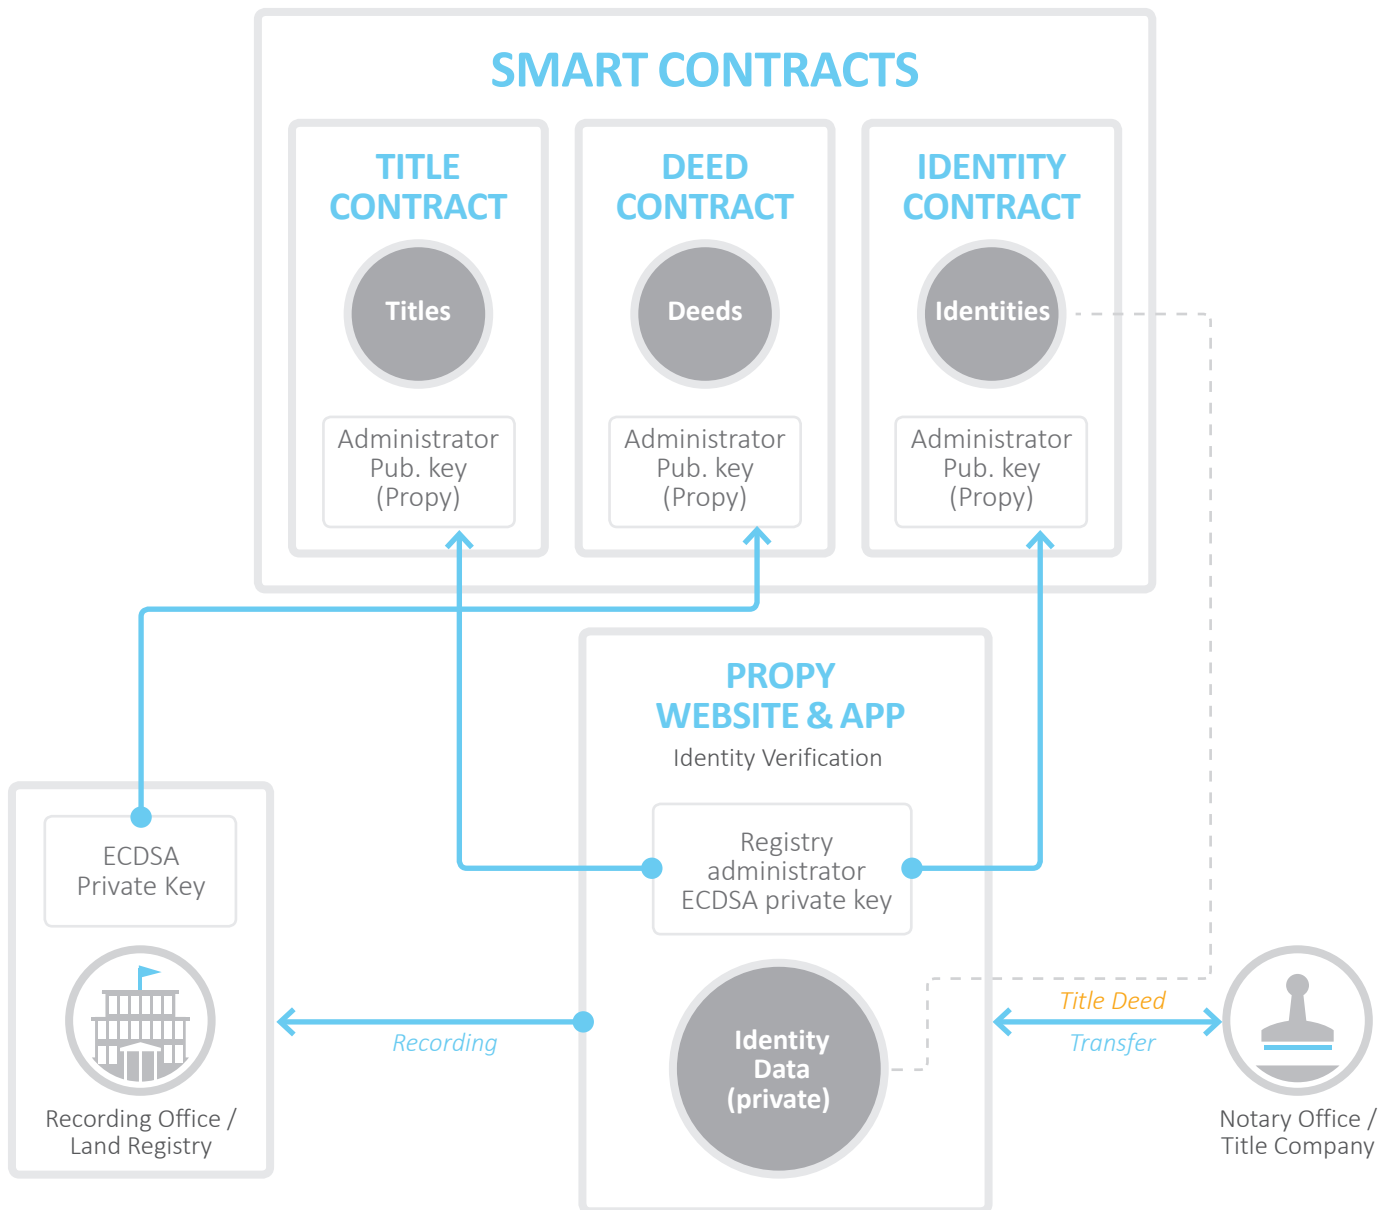 SMART CONTRACTS
TITLE
CONTRACT
Titles
Administrator
Pub. key
(Propy)
DEED
CONTRACT
Deeds
Administrator
Pub. key
(Propy)
IDENTITY
CONTRACT
Identities
Administrator
Pub. key
(Propy)
PROPY
WEBSITE & APP
Identity Verification
Registry
administrator
ECDSA private key
Identity
Data
(private)
ECDSA
Private Key
Recording Office /
Land Registry
Recording
Title Deed
Transfer
Notary Office /
Title Company